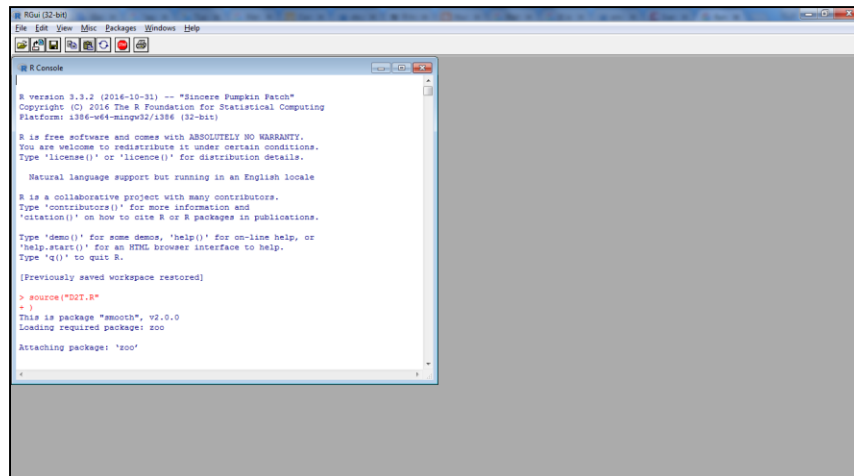 RGui (32-bit)
File Edit View Misc Packages Windows Help
R Console
R version 3.3.2 (2016-10-31) -- "Sincere Pumpkin Patch"
Copyright (C) 2016 The R Foundation for Statistical Computing
Platform: i386-w64-mingw32/i386 (32-bit)
R is free software and comes with ABSOLUTELY NO WARRANTY.
You are welcome to redistribute it under certain conditions.
Type 'license()' or 'licence()' for distribution details.
Natural language support but running in an English locale
R is a collaborative project with many contributors.
Type 'contributors()' for more information and
'citation()' on how to cite R or R packages in publications.
Type 'demo()' for some demos, 'help()' for on-line help, or
'help.start()' for an HTML browser interface to help.
Type 'q()' to quit R.
[Previously saved workspace restored]
> source("D2T.R"
+ )
This is package "smooth", v2.0.0
Loading required package: zoo
Attaching package: ‘zoo’